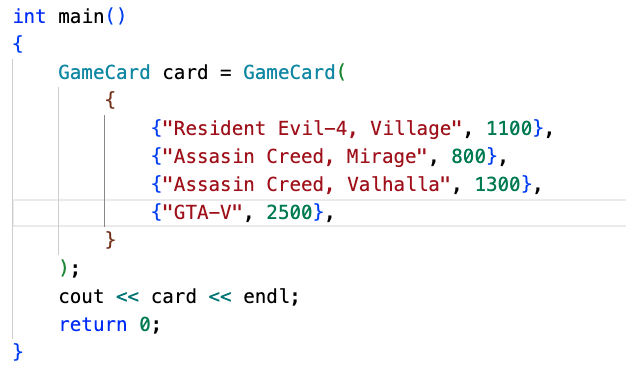 int main()
{
    GameCard card = GameCard(
        {
            {"Resident Evil-4, Village", 1100},
            {"Assasin Creed, Mirage", 800},
            {"Assasin Creed, Valhalla", 1300},
            {"GTA-V", 2500},
        }
    );
    cout << card << endl;
    return 0;
}